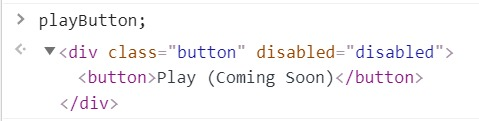 > playButton;
<div class="button" disabled="disabled">
<button>Play (Coming Soon)</button>
</div>